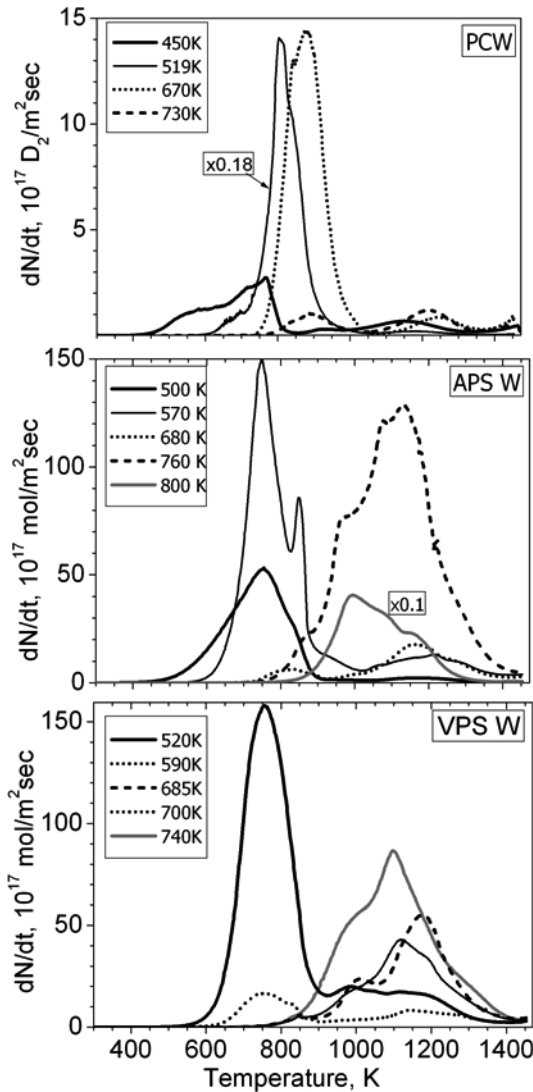 15
10
5
dN/dt, 10^17 D2/m^2sec
450K
519K
670K
730K
PCW
x0.18
150
100
50
0
dN/dt, 10^17 mol/m^2sec
500 K
570 K
680 K
760 K
800 K
APS W
x0.1
150
100
50
0
dN/dt, 10^17 mol/m^2sec
520K
590K
685K
700K
740K
VPS W
400 600 800 1000 1200 1400
Temperature, K